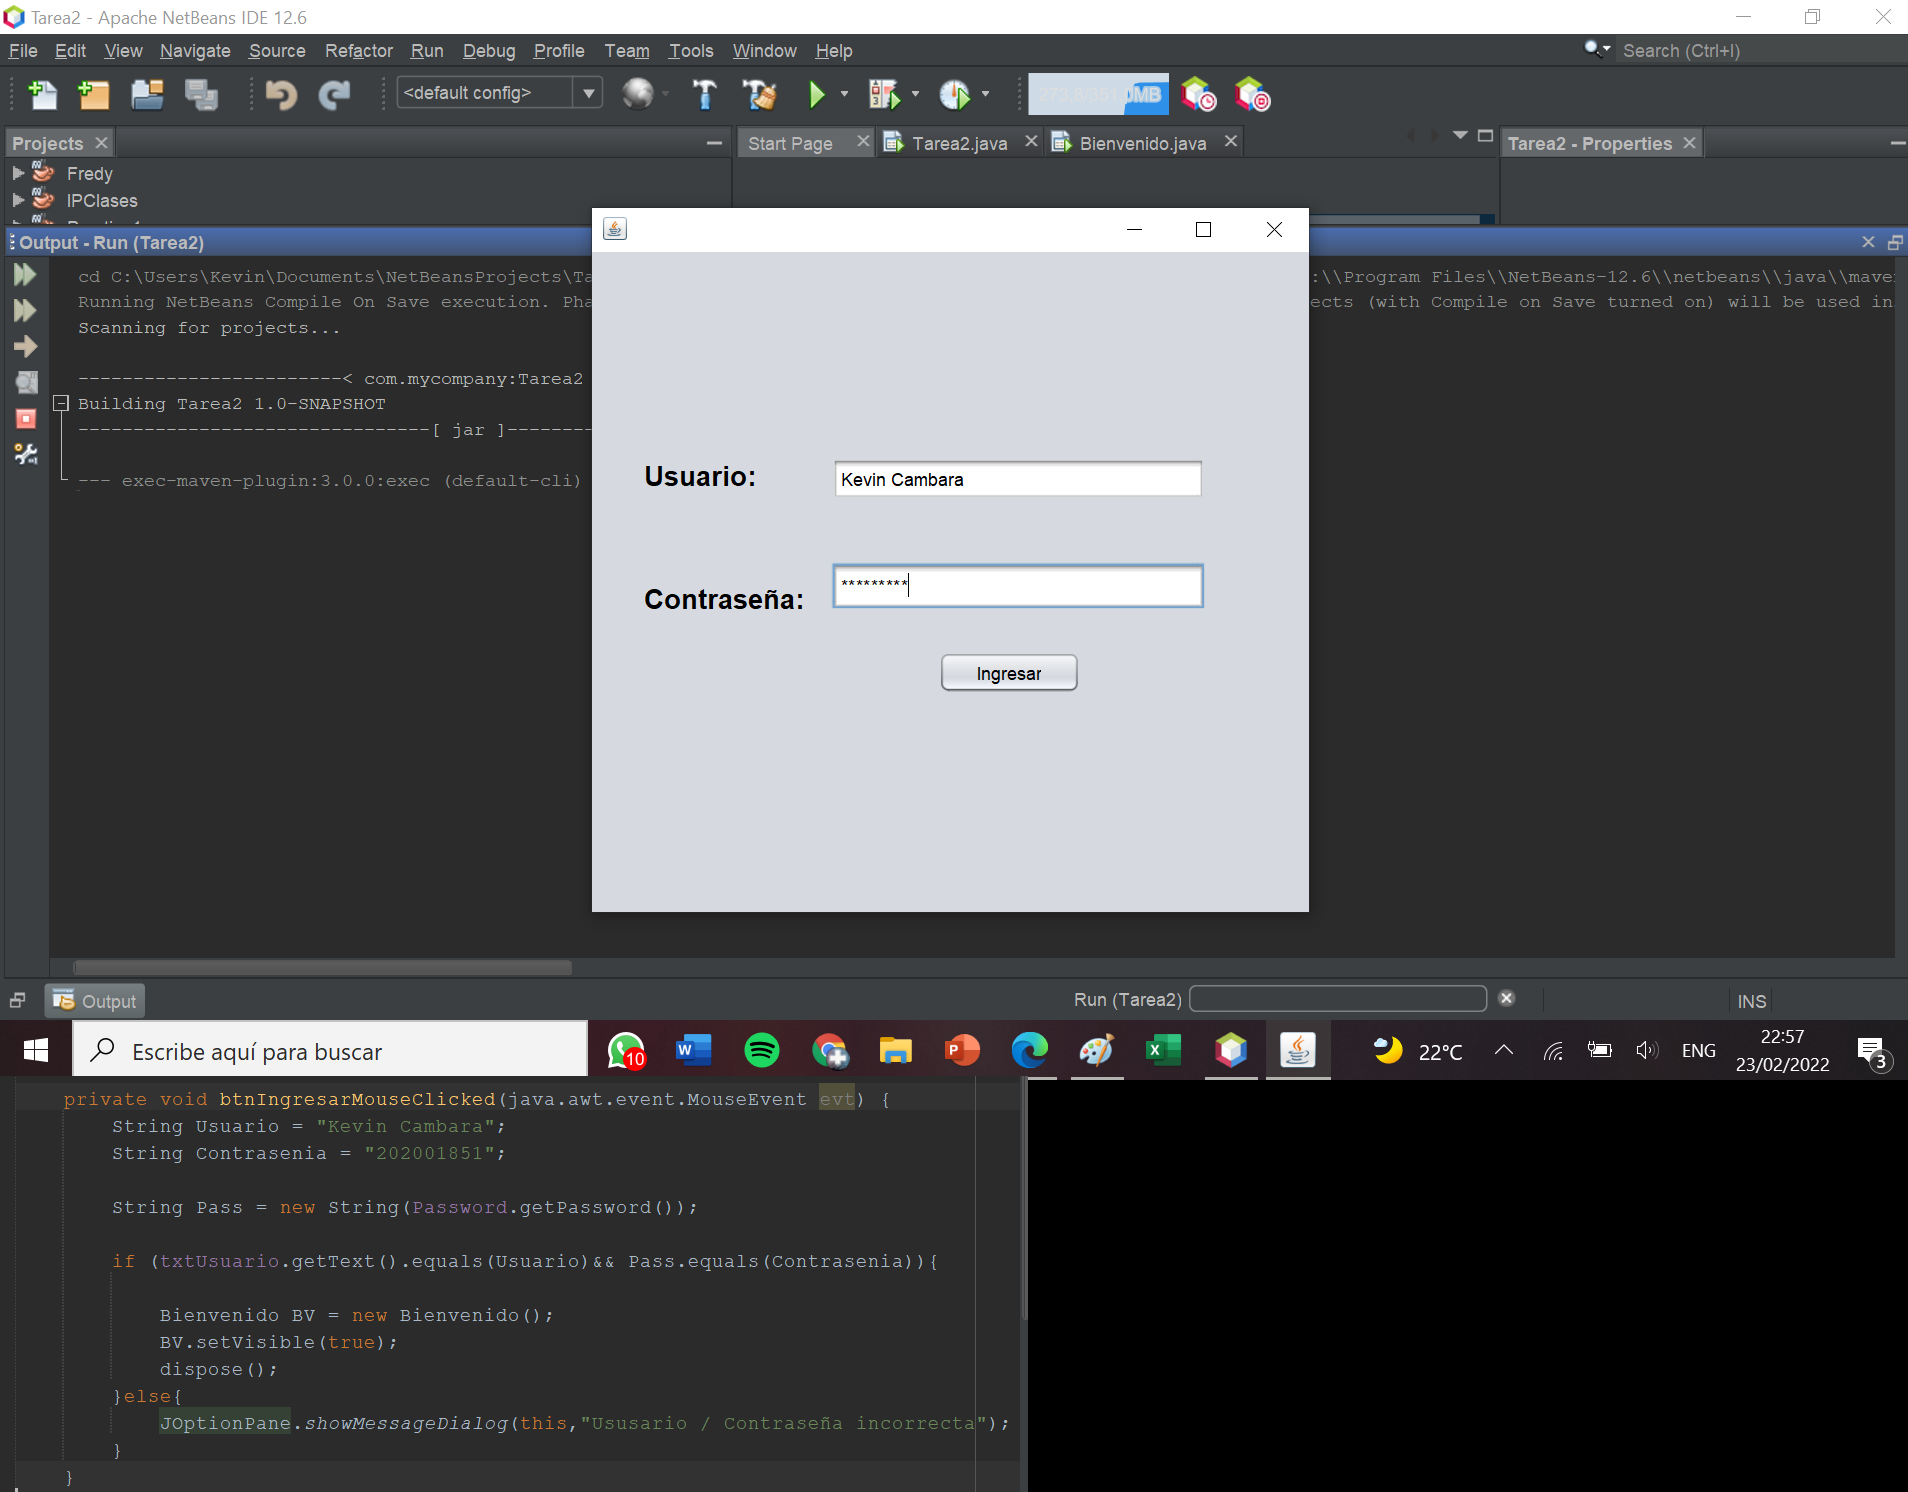 Tarea2 - Apache NetBeans IDE 12.6
File Edit View Navigate Source Refactor Run Debug Profile Team Tools Window Help
Search (Ctrl+I)
<default config>
MB
Projects
Start Page
Tarea2.java
Bienvenido.java
Tarea2 - Properties
Fredy
IPClases
Output - Run (Tarea2)
cd C:\Users\Kevin\Documents\NetBeansProjects\Ta
:\\Program Files\\NetBeans-12.6\\netbeans\\java\\mave
Running NetBeans Compile On Save execution. Pha
ects (with Compile on Save turned on) will be used in
Scanning for projects...
------------------------< com.mycompany:Tarea2
Building Tarea2 1.0-SNAPSHOT
--------------------------------[ jar ]--------
--- exec-maven-plugin:3.0.0:exec (default-cli)
Usuario:
Kevin Cambara
Contraseña:
*********
Ingresar
Output
Run (Tarea2)
INS
Escribe aquí para buscar
10
22°C
ENG
22:57
23/02/2022
3
private void btnIngresarMouseClicked(java.awt.event.MouseEvent evt) {
String Usuario = "Kevin Cambara";
String Contrasenia = "202001851";
String Pass = new String(Password.getPassword());
if (txtUsuario.getText().equals(Usuario)&& Pass.equals(Contrasenia)){
Bienvenido BV = new Bienvenido();
BV.setVisible(true);
dispose();
}else{
JOptionPane.showMessageDialog(this,"Ususario / Contraseña incorrecta");
}
}